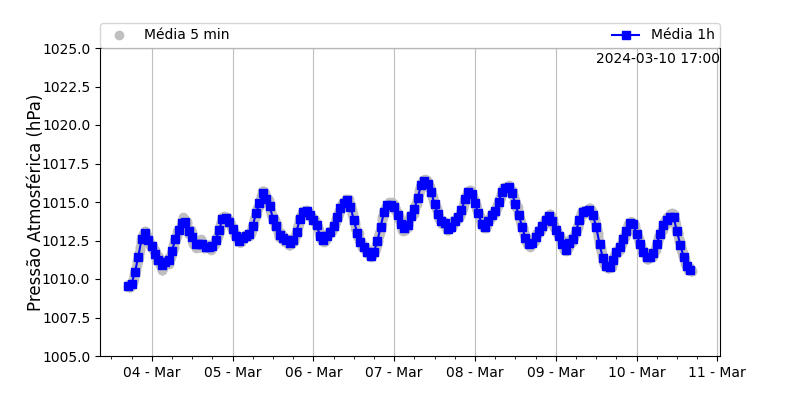 Média 5 min
Média 1h
2024-03-10 17:00
Pressão Atmosférica (hPa)
1025.0
1022.5
1020.0
1017.5
1015.0
1012.5
1010.0
1007.5
1005.0
04 - Mar
05 - Mar
06 - Mar
07 - Mar
08 - Mar
09 - Mar
10 - Mar
11 - Mar